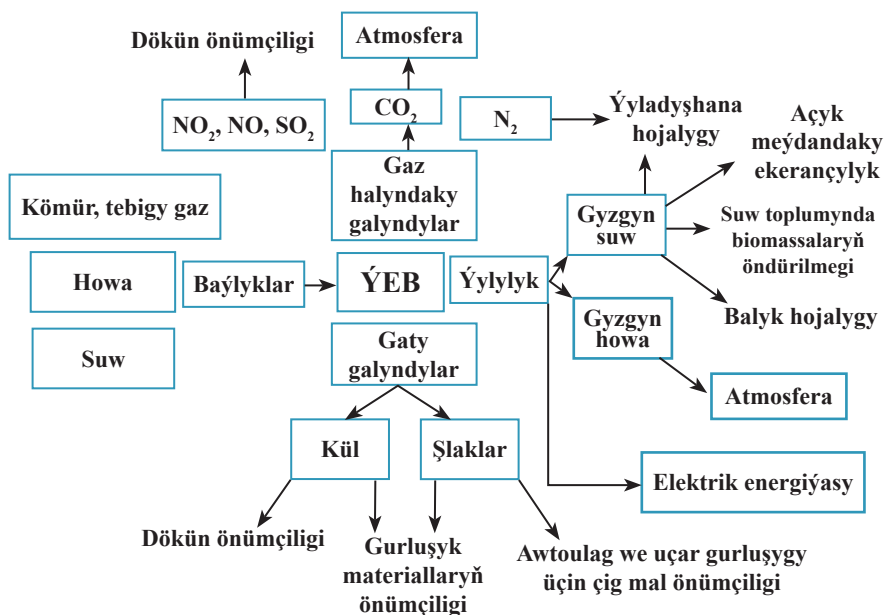 Dökün önümçiligi
Atmosfera
NO2, NO, SO2
CO2
N2
Ýyladyşhana
hojalygy
Açyk
meýdandaky
ekerançylyk
Gaz
halyndaky
galyndylar
Kömür, tebigy gaz
Gyzgyn
suw
Suw toplumynda
biomassalaryň
öndürilmegi
Howa
Baýlyklar
ÝEB
Ýylylyk
Balyk hojalygy
Gyzgyn
howa
Suw
Gaty
galyndylar
Atmosfera
Kül
Şlaklar
Elektrik energiýasy
Dökün önümçiligi
Gurluşyk
materiallaryň
önümçiligi
Awtoulag we uçar gurluşygy
üçin çig mal önümçiligi